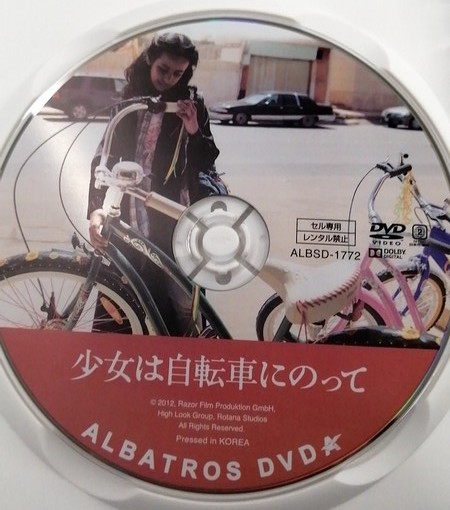 セル専用
レンタル禁止
ALBSD-1772
DVD
VIDEO
2
DOLBY
DIGITAL
少女は自転車にのって
© 2012, Razor Film Produktion GmbH,
High Look Group, Rotana Studios
All Rights Reserved.
Pressed in KOREA
ALBATROS DVD